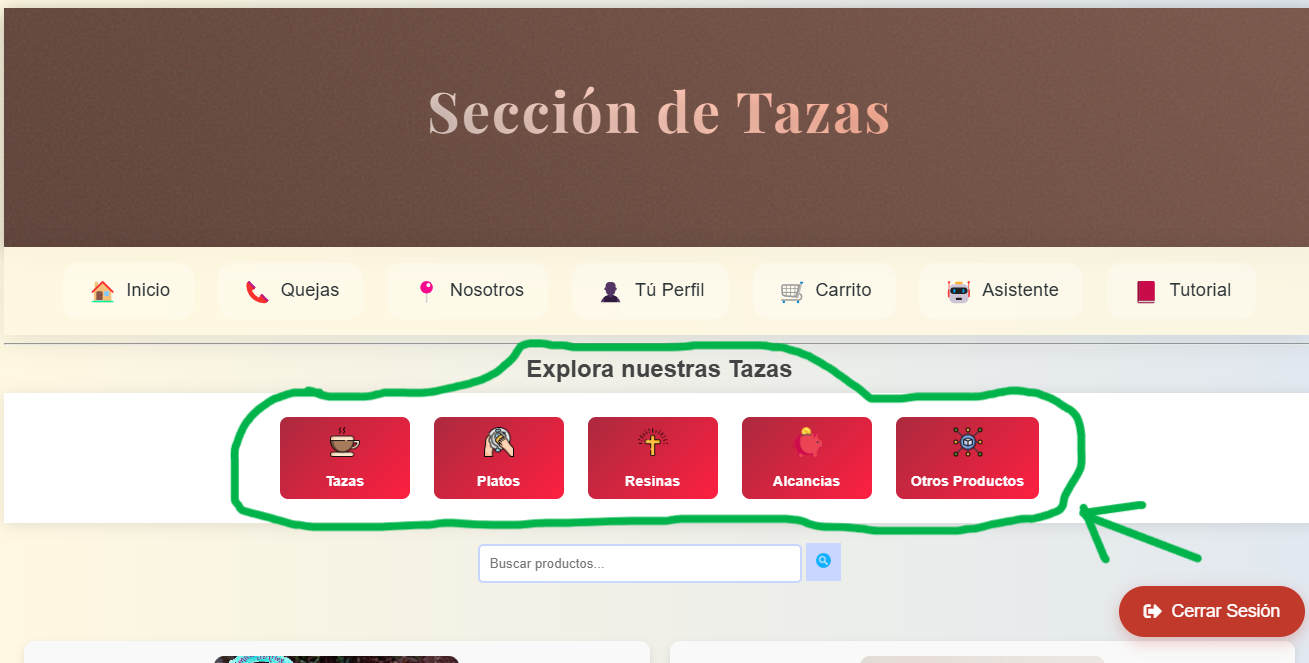 Sección de Tazas
Inicio Quejas Nosotros Tú Perfil Carrito Asistente Tutorial
Explora nuestras Tazas
Tazas Platos Resinas Alcancias Otros Productos
Buscar productos...
Cerrar Sesión